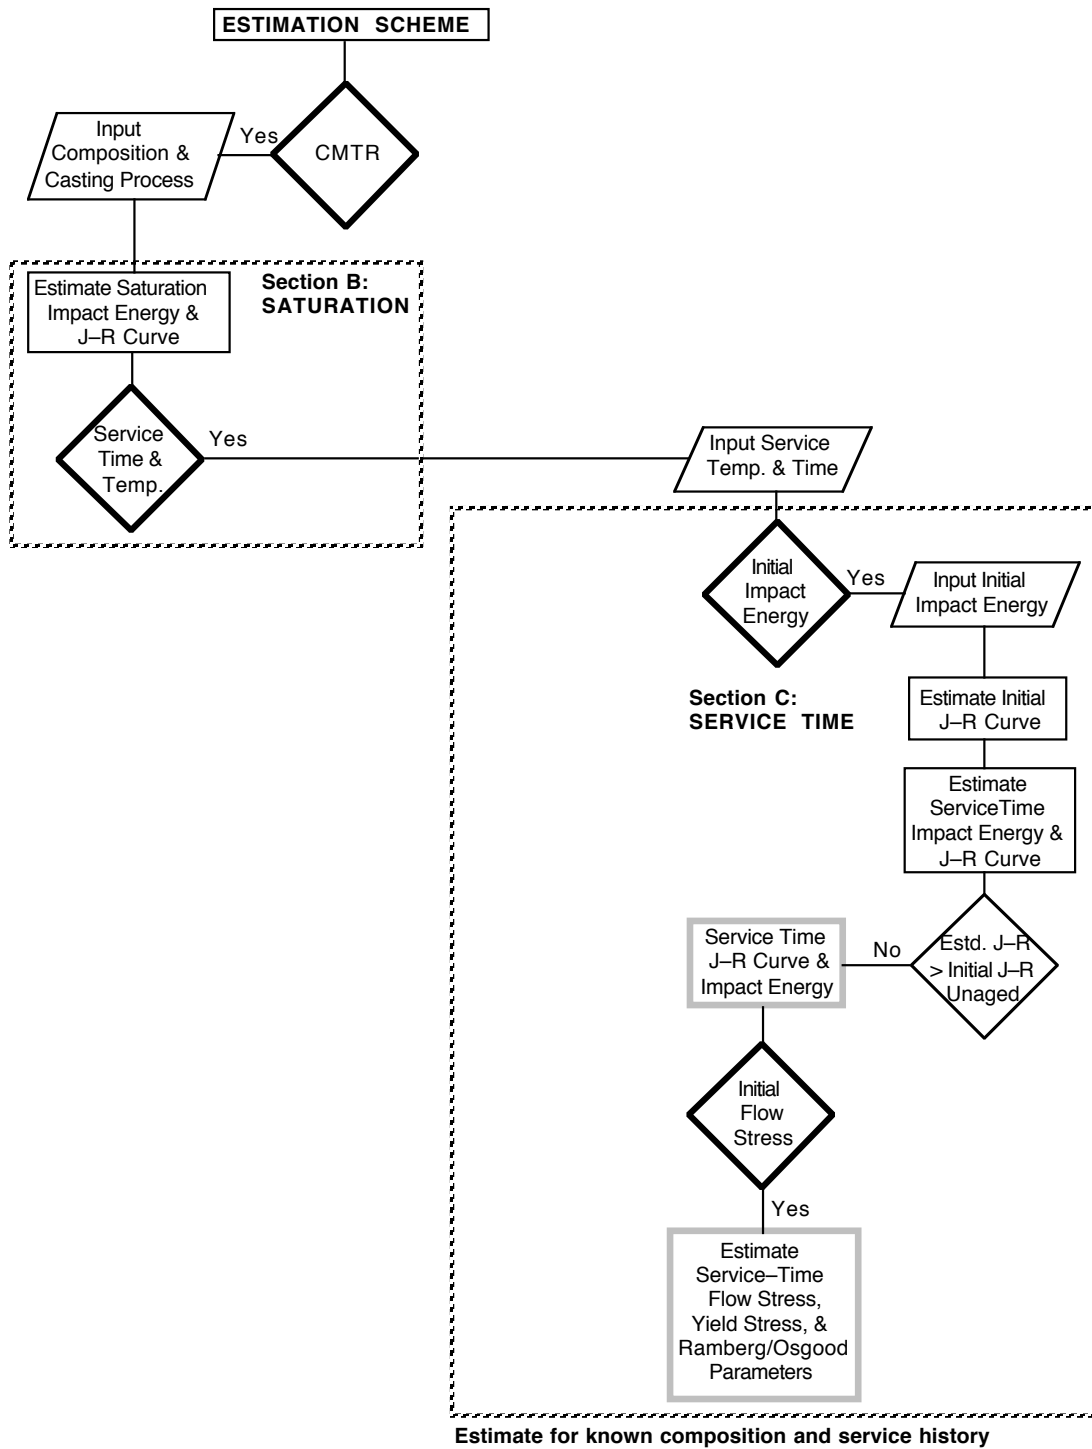 ESTIMATION SCHEME
CMTR
Yes
Input
Composition &
Casting Process
Section B:
SATURATION
Estimate Saturation
Impact Energy &
J–R Curve
Service
Time &
Temp.
Yes
Input Service
Temp. & Time
Initial
Impact
Energy
Yes
Input Initial
Impact Energy
Section C:
SERVICE TIME
Estimate Initial
J–R Curve
Estimate
ServiceTime
Impact Energy &
J–R Curve
Estd. J–R
> Initial J–R
Unaged
No
Service Time
J–R Curve &
Impact Energy
Initial
Flow
Stress
Yes
Estimate
Service–Time
Flow Stress,
Yield Stress, &
Ramberg/Osgood
Parameters
Estimate for known composition and service history